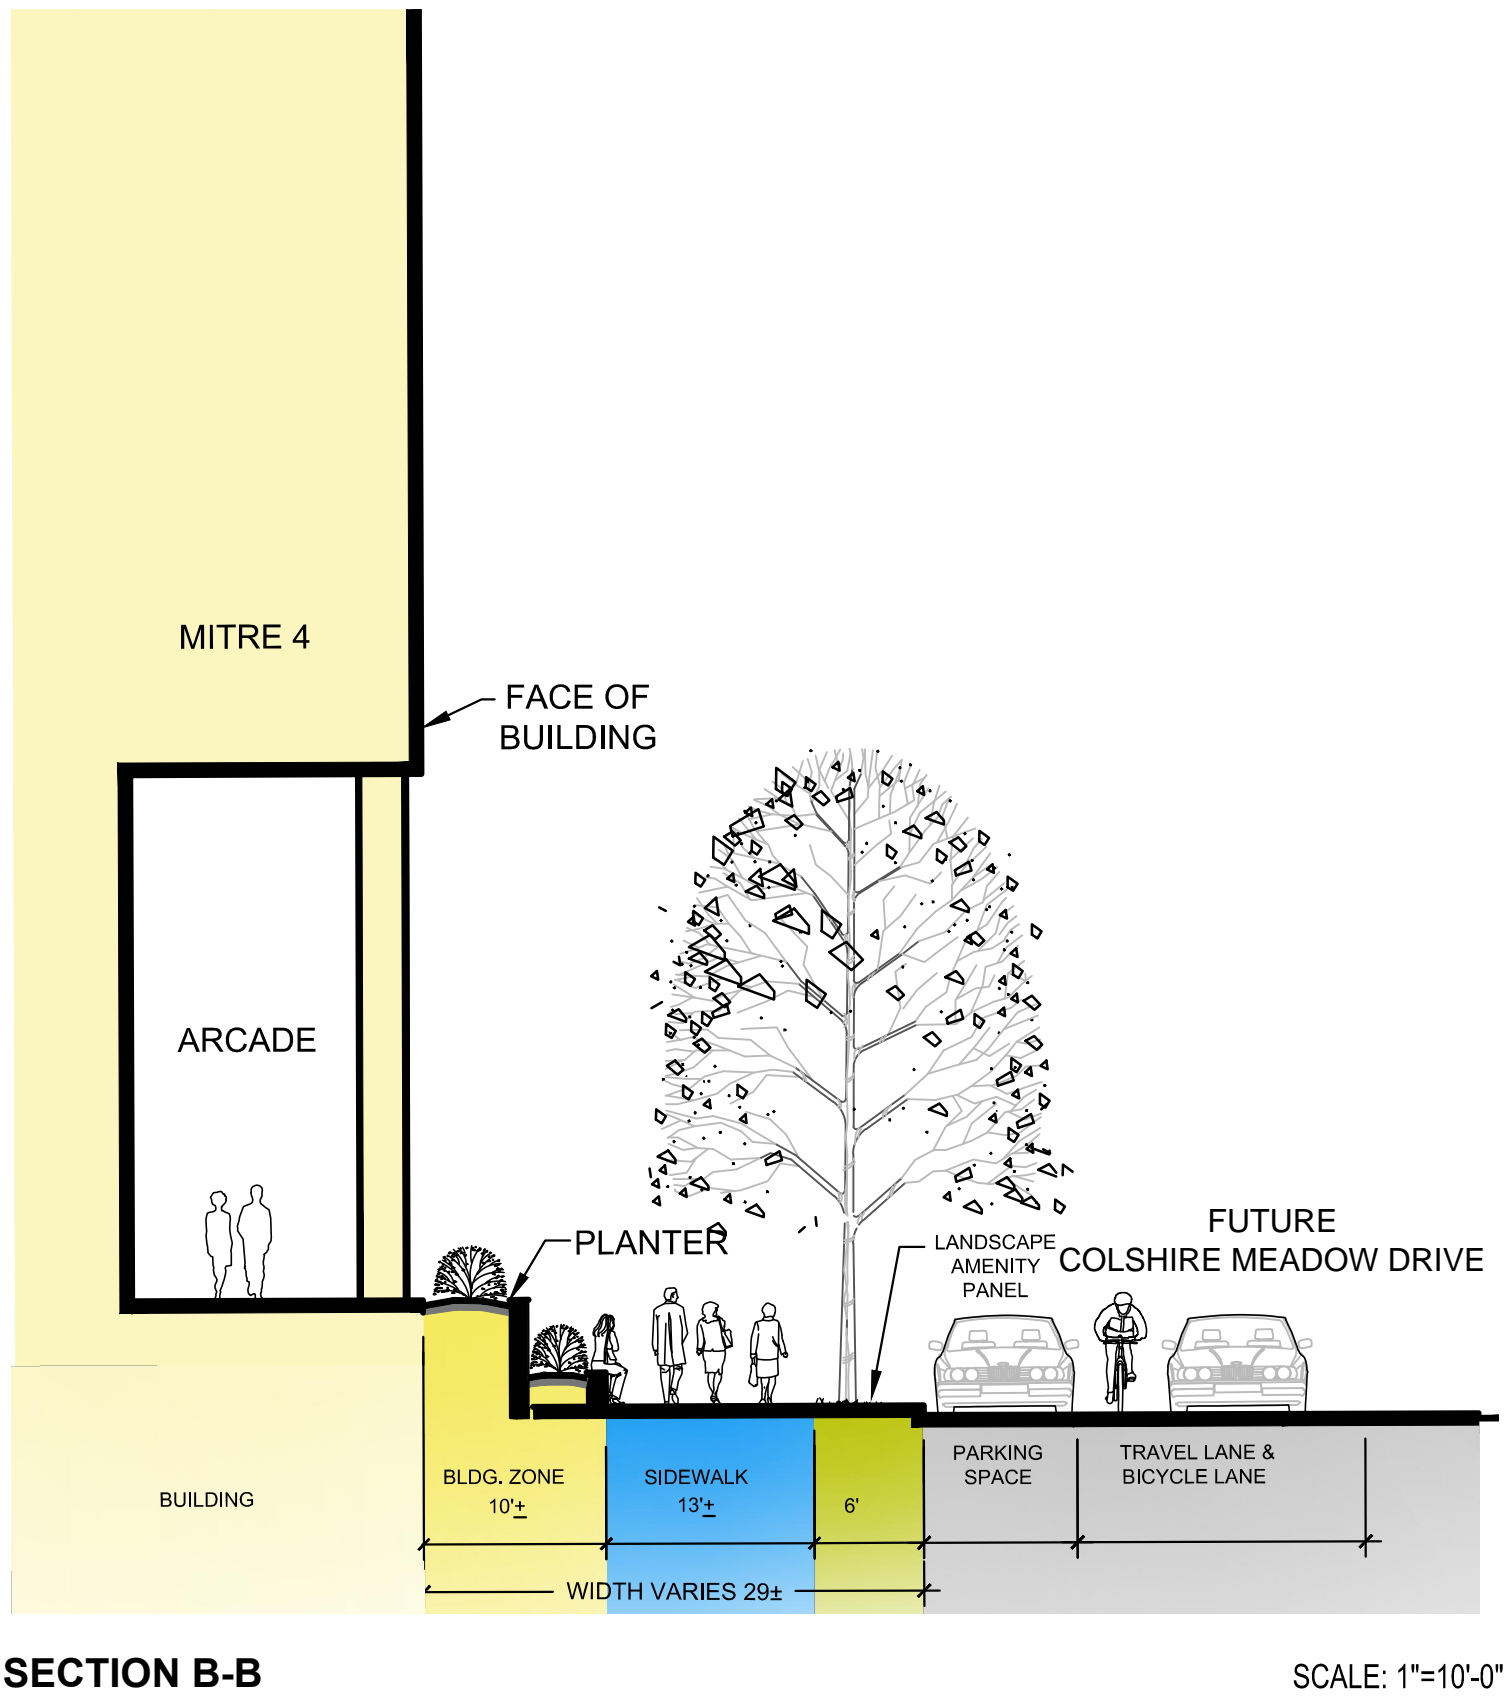 MITRE 4
FACE OF
BUILDING
ARCADE
PLANTER
LANDSCAPE
AMENITY
PANEL
FUTURE
COLSHIRE MEADOW DRIVE
BUILDING
BLDG. ZONE
10'±
SIDEWALK
13'±
6'
PARKING
SPACE
TRAVEL LANE &
BICYCLE LANE
WIDTH VARIES 29±
SECTION B-B
SCALE: 1"=10'-0"